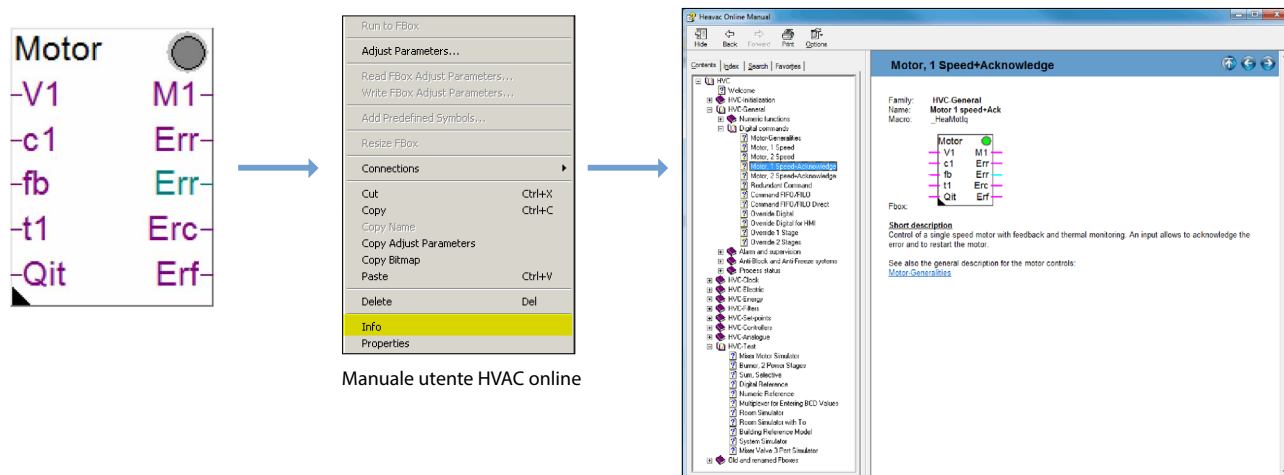 Motor
V1 M1
c1 Err
fb Err
t1 Erc
Qit Erf
Run to FBox
Adjust Parameters...
Read FBox Adjust Parameters...
Write FBox Adjust Parameters...
Add Predefined Symbols...
Resize FBox
Connections
Cut Ctrl+X
Copy Ctrl+C
Copy Name
Copy Adjust Parameters
Copy Bitmap
Paste Ctrl+V
Delete Del
Info
Properties
Manuale utente HVAC online
Heavac Online Manual
Hide Back Forward Print Options
Contents Index Search Favorites
HVC
Welcome
HVC-Initialization
HVC-General
Numeric functions
Digital commands
Motor-Generalities
Motor, 1 Speed
Motor, 2 Speed
Motor, 1 Speed+Acknowledge
Motor, 2 Speed+Acknowledge
Redundant Command
Command FIFO/FILO
Command FIFO/FILO Direct
Override Digital
Override Digital for HMI
Override 1 Stage
Override 2 Stages
Alarm and supervision
Anti-Block and Anti-Freeze systems
Process status
HVC-Clock
HVC-Electric
HVC-Energy
HVC-Filters
HVC-Set-points
HVC-Controllers
HVC-Analogue
HVC-Test
Mixer Motor Simulator
Burner, 2 Power Stages
Sum, Selective
Digital Reference
Numeric Reference
Multiplexer for Entering BCD Values
Room Simulator
Room Simulator with To
Building Reference Model
System Simulator
Mixer Valve 3 Port Simulator
Old and renamed Fboxes
Motor, 1 Speed+Acknowledge
Family: HVC-General
Name: Motor 1 speed+Ack
Macro: _HeaMotIq
Motor
V1 M1
c1 Err
fb Err
t1 Erc
Qit Erf
Fbox:
Short description
Control of a single speed motor with feedback and thermal monitoring. An input allows to acknowledge the
error and to restart the motor.
See also the general description for the motor controls:
Motor-Generalities